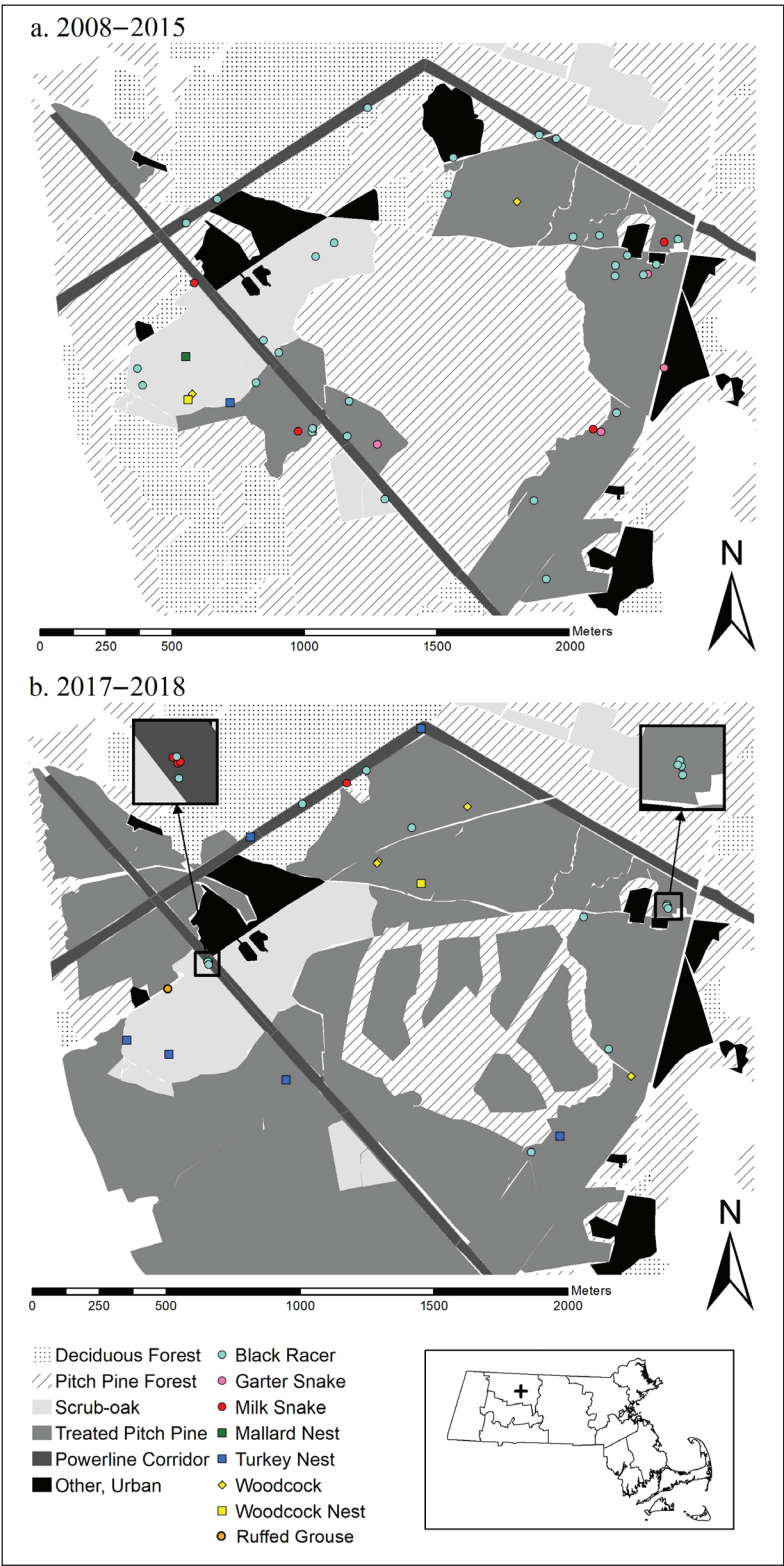 a. 2008–2015
N
Meters
0 250 500 1000 1500 2000
b. 2017–2018
N
Meters
0 250 500 1000 1500 2000
Deciduous Forest
Pitch Pine Forest
Scrub-oak
Treated Pitch Pine
Powerline Corridor
Other, Urban
Black Racer
Garter Snake
Milk Snake
Mallard Nest
Turkey Nest
Woodcock
Woodcock Nest
Ruffed Grouse